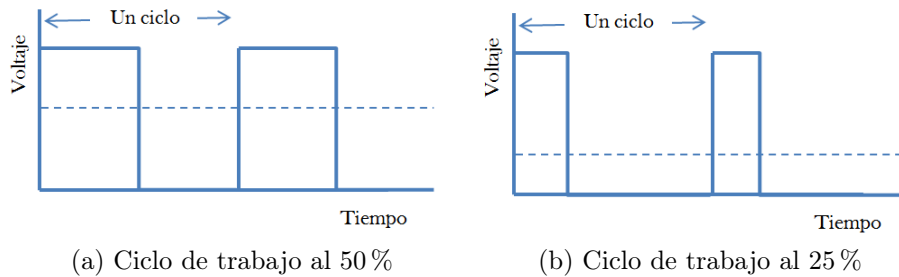 Un ciclo
Voltaje
Tiempo
(a) Ciclo de trabajo al 50 %
Un ciclo
Voltaje
Tiempo
(b) Ciclo de trabajo al 25 %